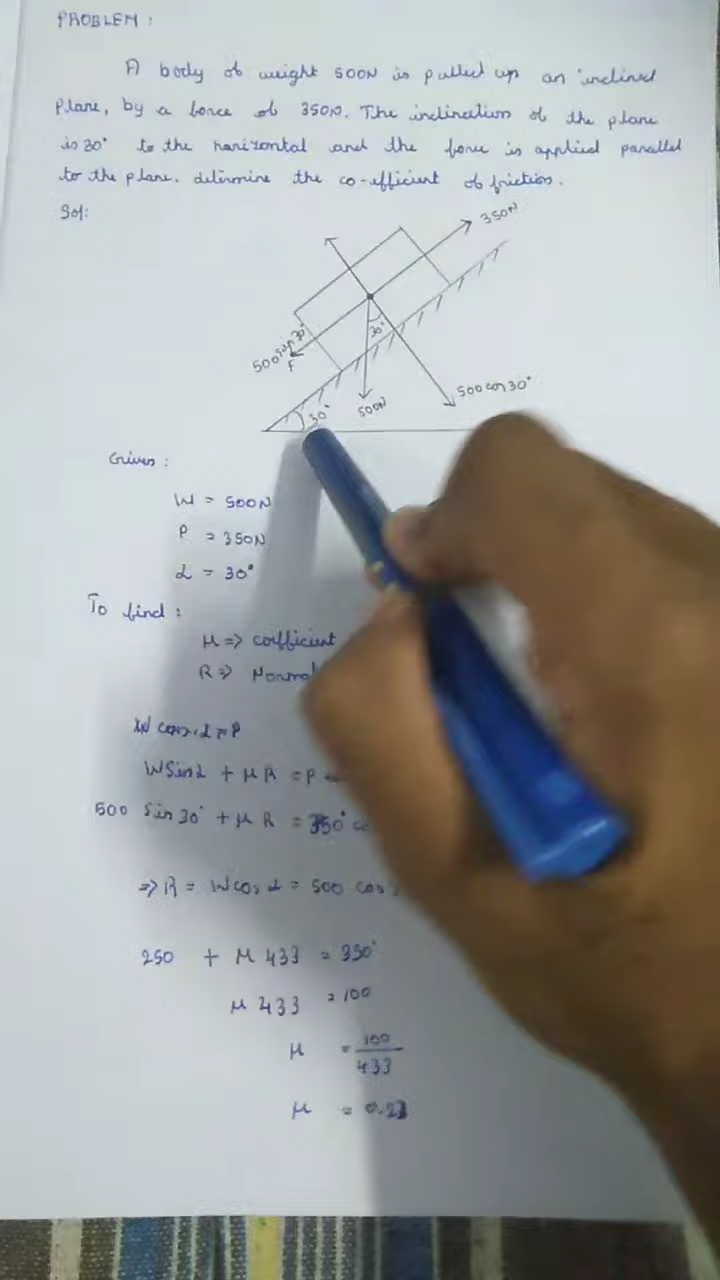 PROBLEM :
A body of weight 500N is pulled up an inclined
Plane, by a force of 350N. The inclination of the plane
is 30° to the horizontal and the force is applied parallel
to the plane. determine the co-efficient of friction.
Sol:
350N
500 sin 30°
F
30°
500N
500 cos 30°
30°
Given :
W = 500N
P = 350N
α = 30°
To find :
μ => coefficient
R => Normal
W cos α = P
W Sin α + μ R = P
500 Sin 30° + μ R = 350°
=> R = W cos α = 500 cos
250 + μ 433 = 350°
μ 433 = 100
μ = 100
433
μ = 0.23